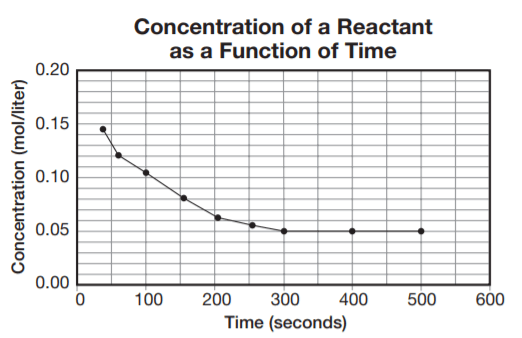 Concentration of a Reactant
as a Function of Time
Concentration (mol/liter)
0.20
0.15
0.10
0.05
0.00
0 100 200 300 400 500 600
Time (seconds)